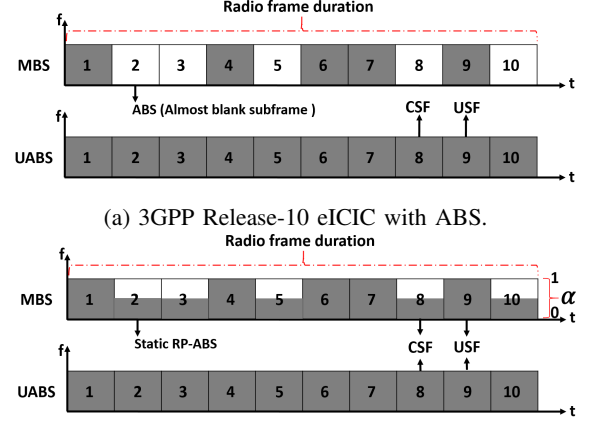 Radio frame duration
f
MBS 1 2 3 4 5 6 7 8 9 10
t
ABS (Almost blank subframe ) CSF USF
f
UABS 1 2 3 4 5 6 7 8 9 10
t
(a) 3GPP Release-10 eICIC with ABS.
Radio frame duration
f
1
MBS 1 2 3 4 5 6 7 8 9 10 α
0
t
Static RP-ABS CSF USF
f
UABS 1 2 3 4 5 6 7 8 9 10
t